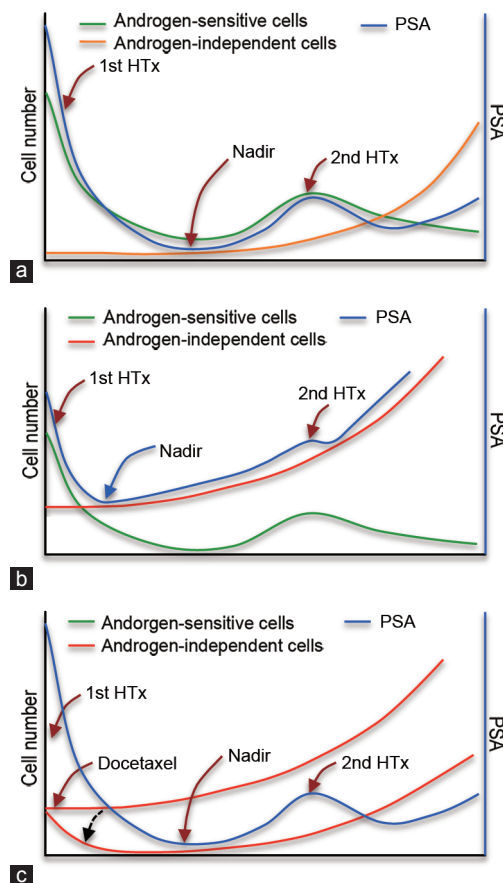 Androgen-sensitive cells
PSA
Androgen-independent cells
1st HTx
Nadir
2nd HTx
Cell number
PSA
a
Androgen-sensitive cells
PSA
Androgen-independent cells
1st HTx
2nd HTx
Nadir
Cell number
PSA
b
Andorgen-sensitive cells
PSA
Androgen-independent cells
1st HTx
Docetaxel
Nadir
2nd HTx
Cell number
PSA
c